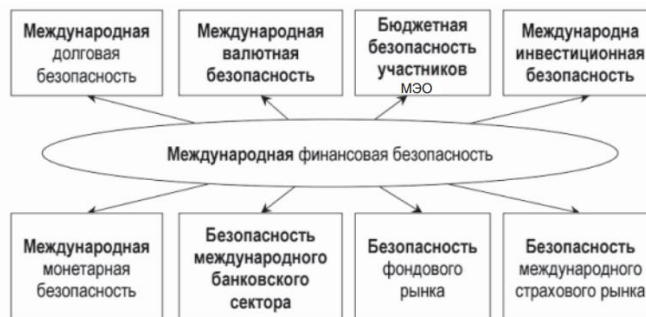 Международная
долговая
безопасность
Международная
валютная
безопасность
Бюджетная
безопасность
участников
МЭО
Международна
инвестиционная
безопасность
Международная финансовая безопасность
Международная
монетарная
безопасность
Безопасность
международного
банковского
сектора
Безопасность
фондового
рынка
Безопасность
международного
страхового рынка